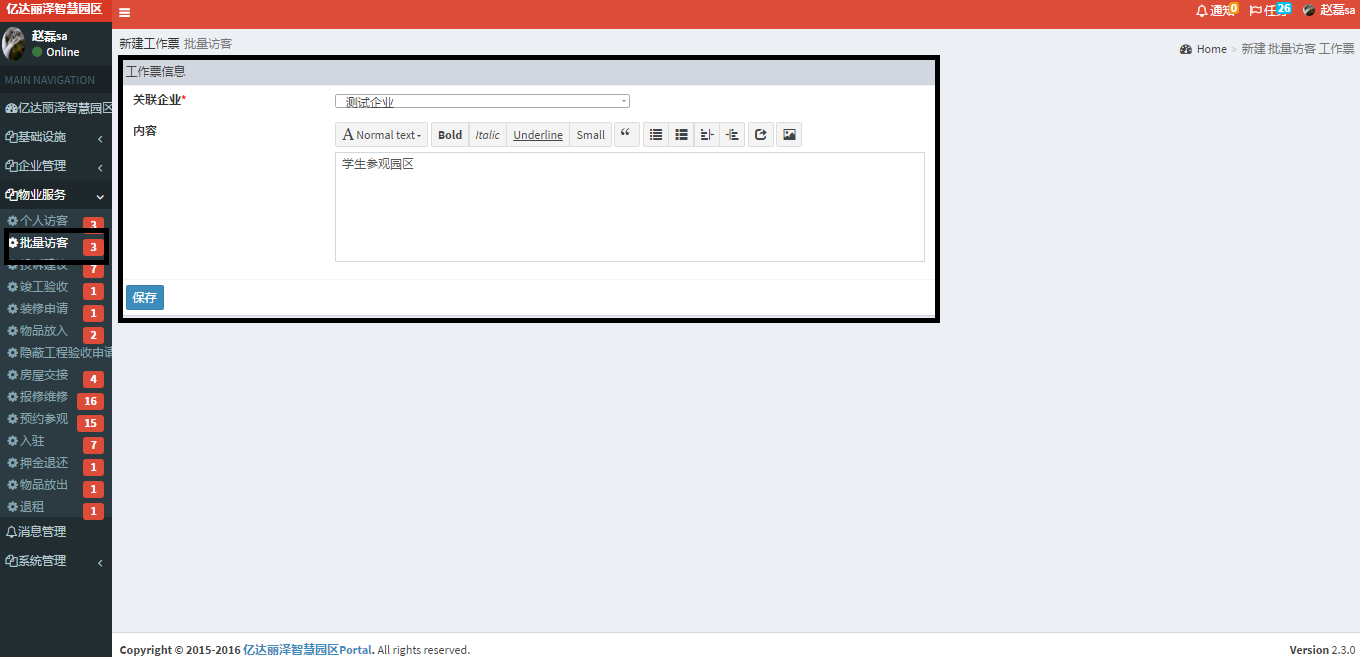 亿达丽泽智慧园区
通知 0
任务 26
赵磊sa
赵磊sa
Online
MAIN NAVIGATION
亿达丽泽智慧园区
基础设施
企业管理
物业服务
个人访客 3
批量访客 3
投诉建议 7
竣工验收 1
装修申请 1
物品放入 2
隐蔽工程验收申请
房屋交接 4
报修维修 16
预约参观 15
入驻 7
押金退还 1
物品放出 1
退租 1
消息管理
系统管理
新建工作票 批量访客
Home > 新建 批量访客 工作票
工作票信息
关联企业* 测试企业
内容
A Normal text Bold Italic Underline Small “
学生参观园区
保存
Copyright © 2015-2016 亿达丽泽智慧园区Portal. All rights reserved.
Version 2.3.0